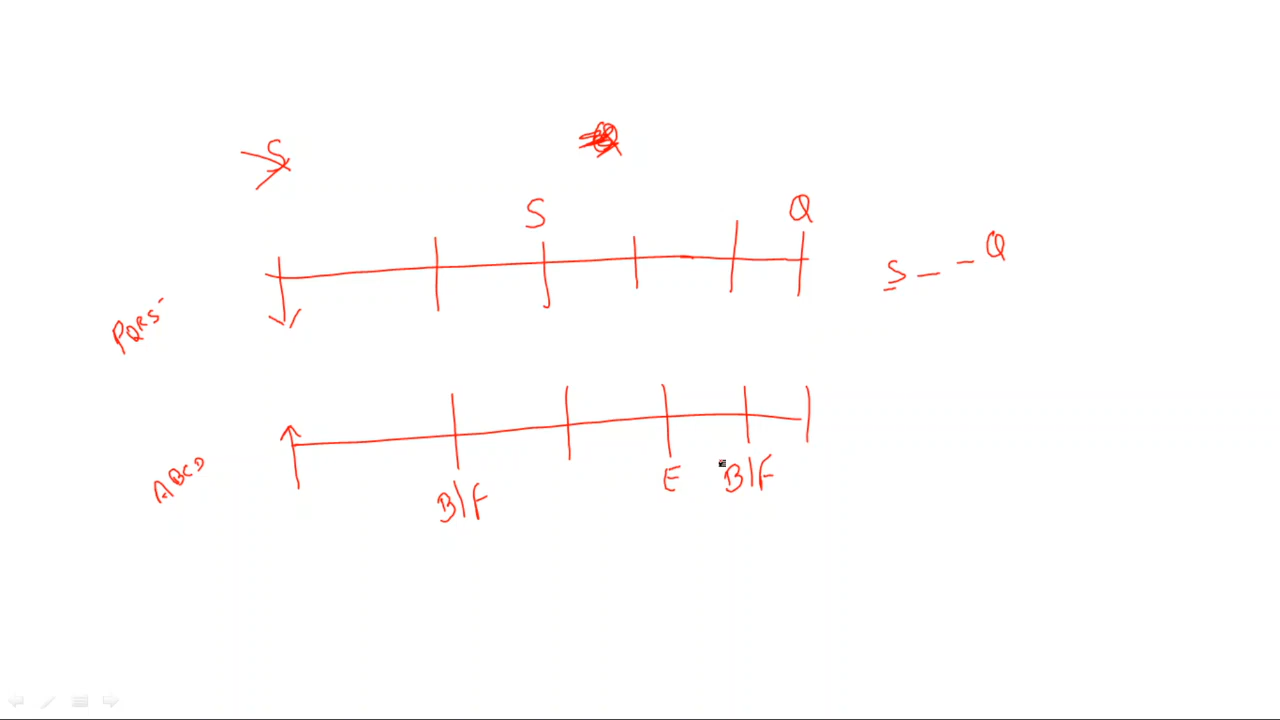 S
S Q
S _ _ Q
PQRS
ABCD
E B/F
B/F